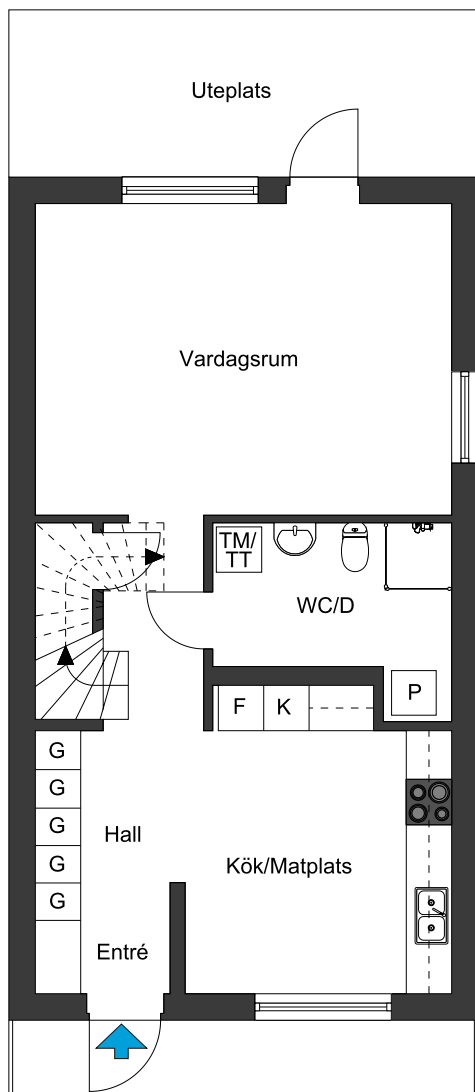 Uteplats
Vardagsrum
TM/
TT
WC/D
P
F K
G
G
G
G
G
Hall
Kök/Matplats
Entré